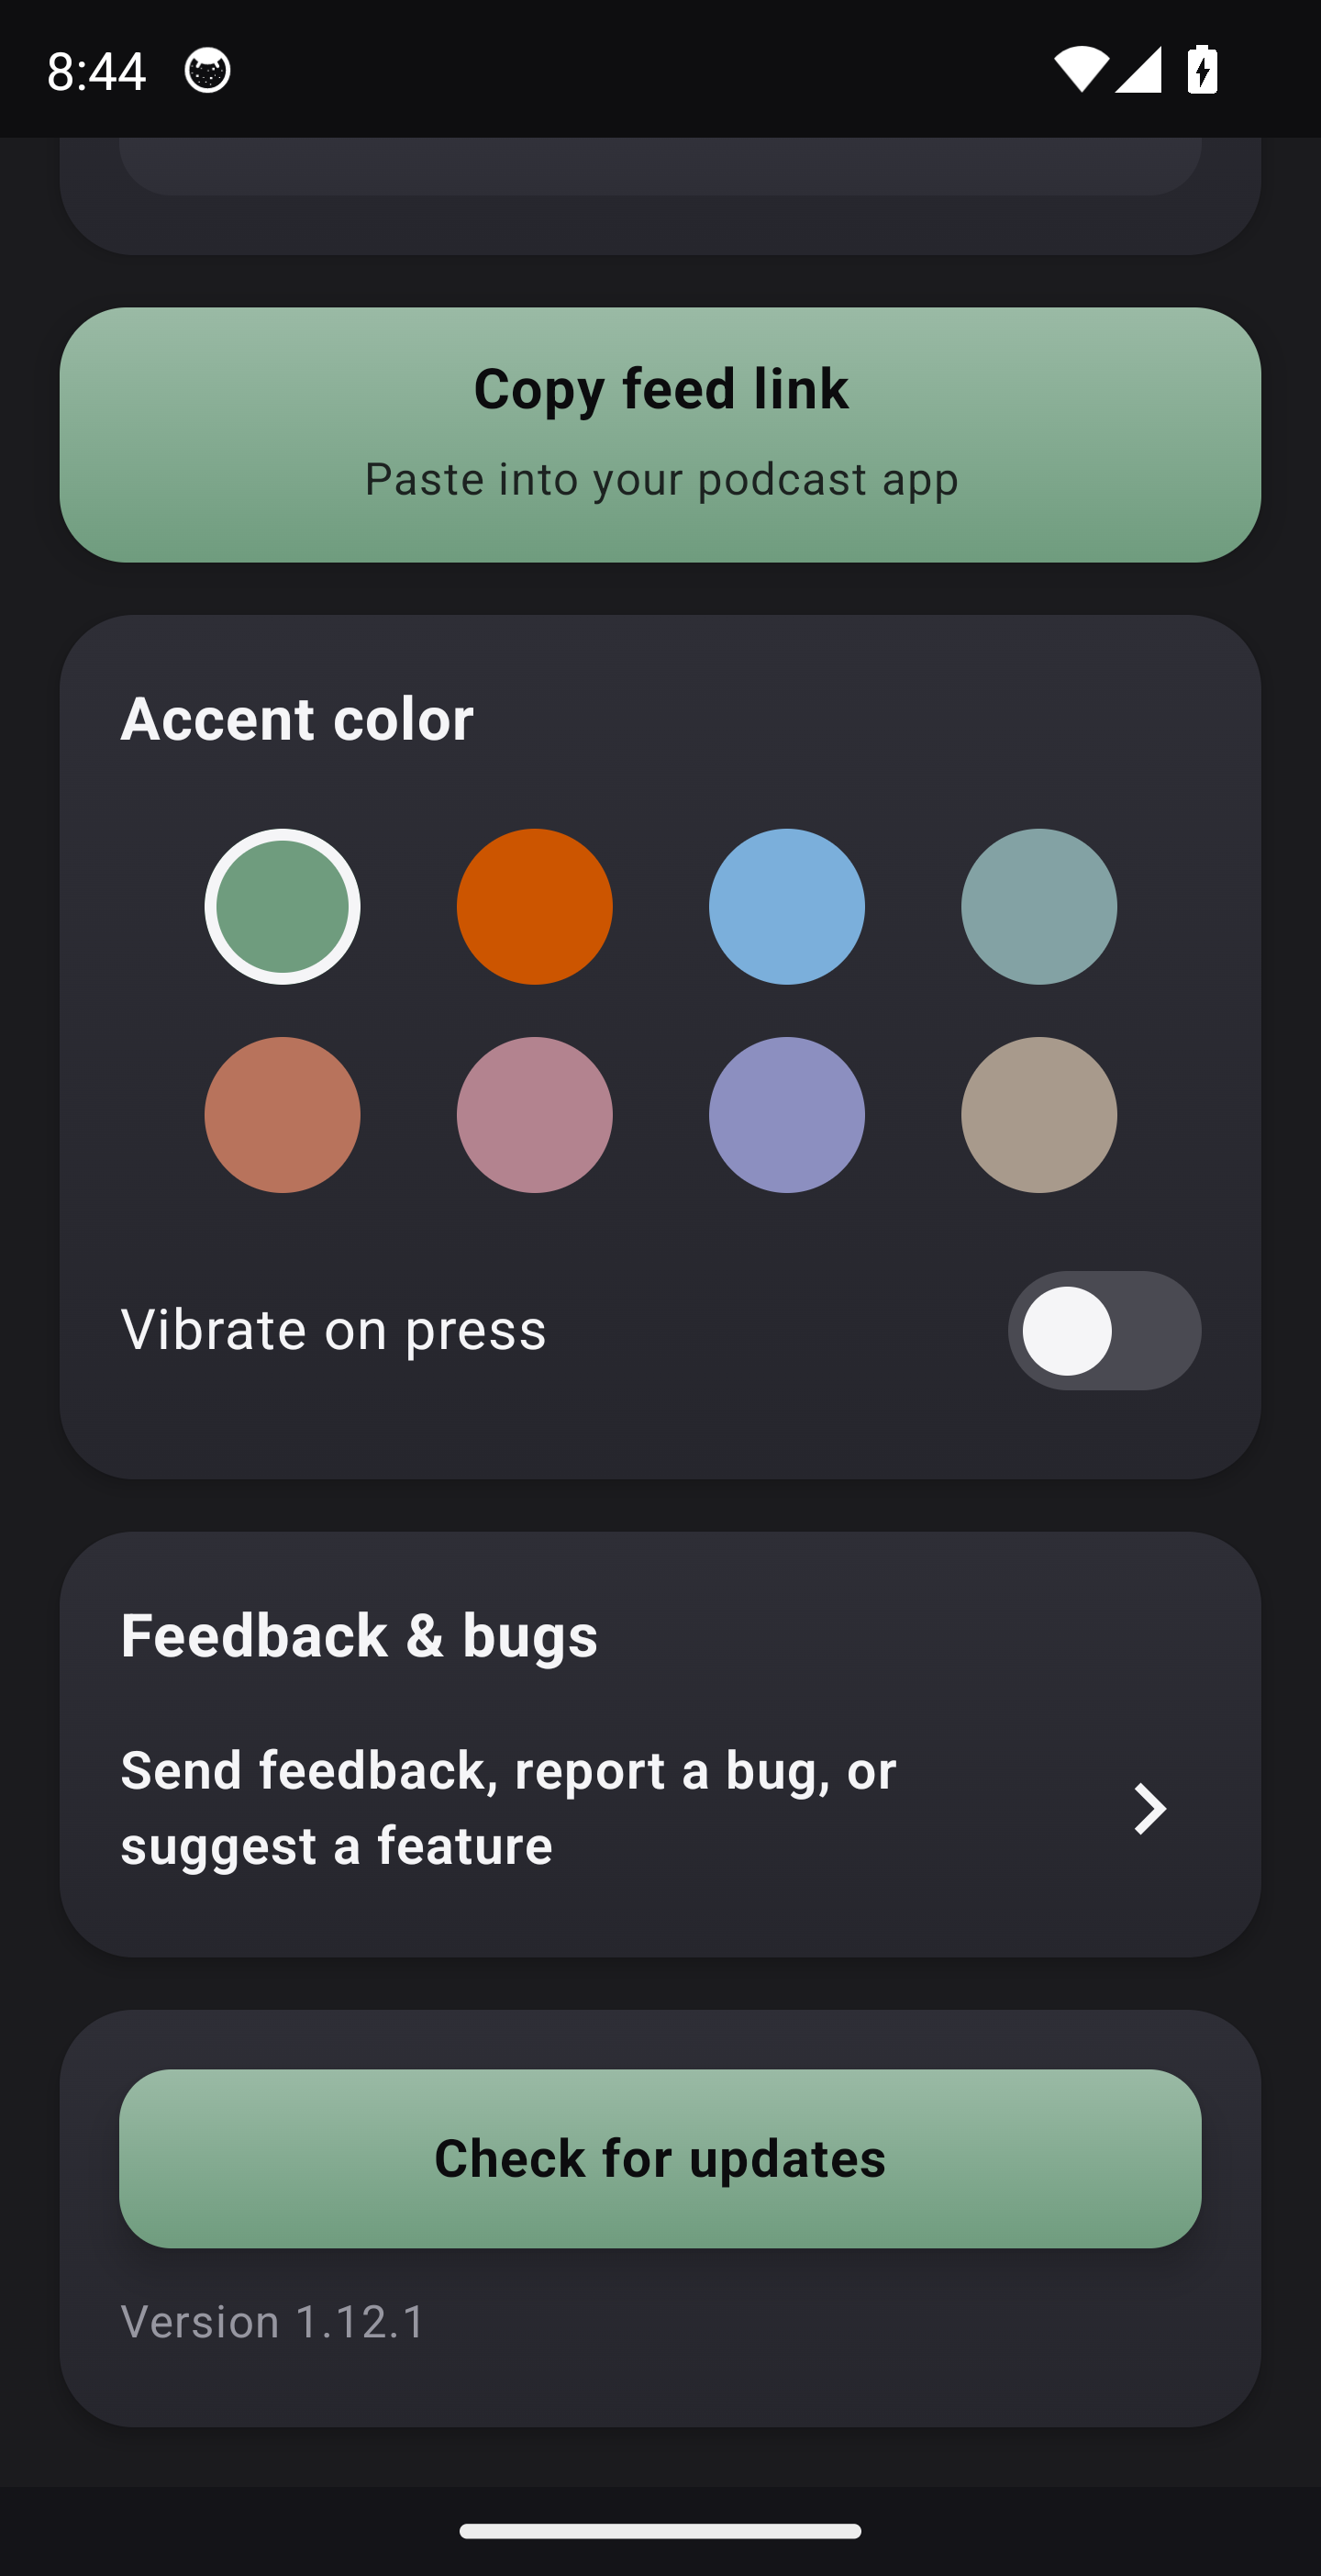 8:44
Copy feed link
Paste into your podcast app
Accent color
Vibrate on press
Feedback & bugs
Send feedback, report a bug, or
suggest a feature
Check for updates
Version 1.12.1